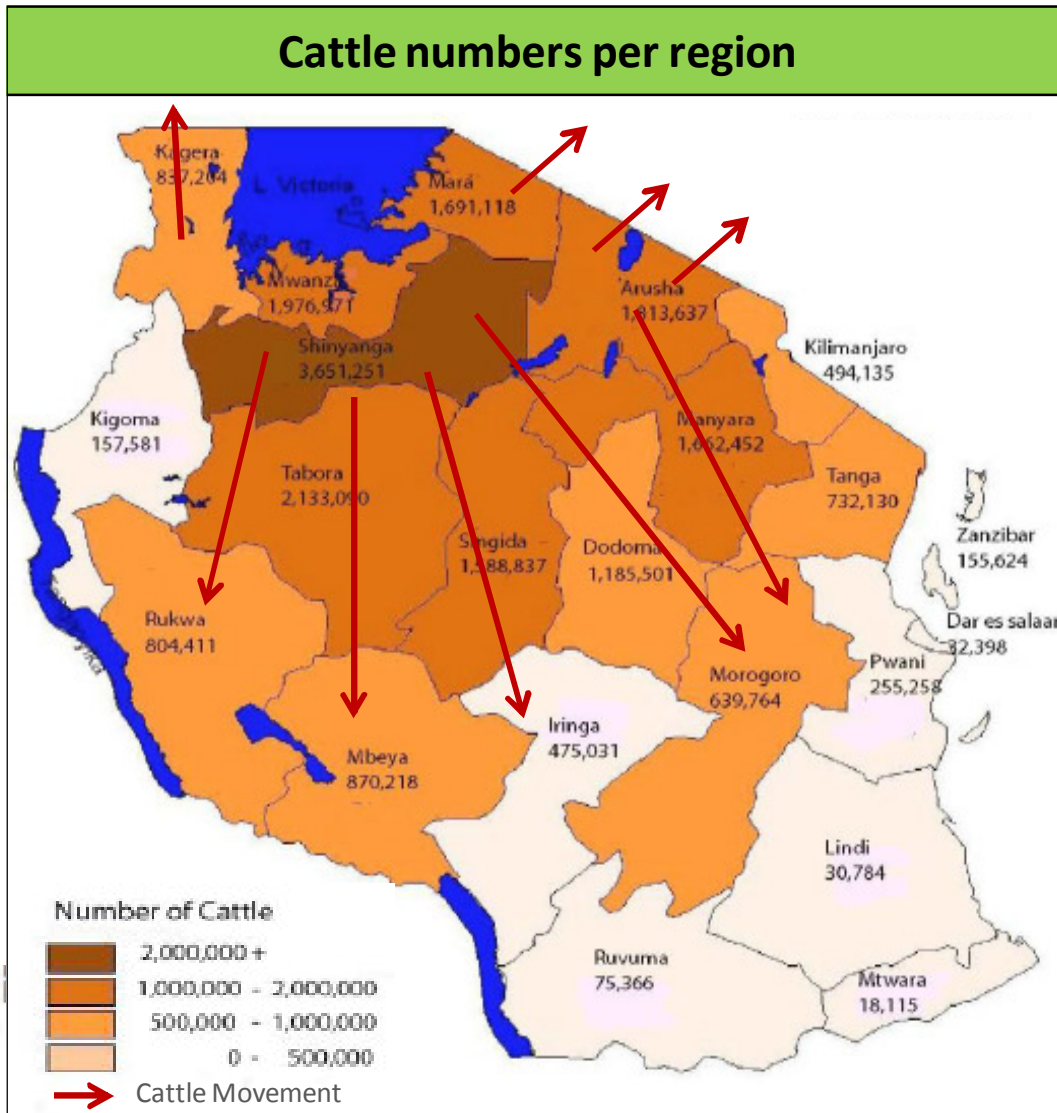 Cattle numbers per region
Kagera
837,204
L. Victoria
Mará
1,691,118
Mwanza
1,976,971
Arusha
1,813,637
Shinyanga
3,651,251
Kilimanjaro
494,135
Kigoma
157,581
Manyara
1,662,452
Tabora
2,133,090
Tanga
732,130
Singida
1,588,837
Dodoma
1,185,501
Zanzibar
155,624
Rukwa
804,411
Dar es salaar
32,398
Pwani
255,258
Morogoro
639,764
Iringa
475,031
Mbeya
870,218
Lindi
30,784
Ruvuma
75,366
Mtwara
18,115
Number of Cattle
2,000,000 +
1,000,000 - 2,000,000
500,000 - 1,000,000
0 - 500,000
Cattle Movement